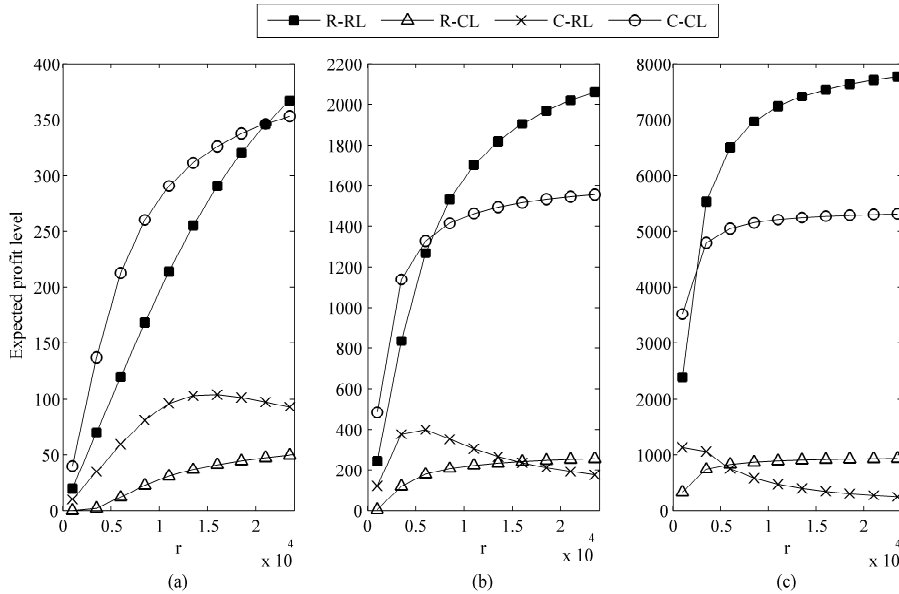 R-RL R-CL C-RL C-CL
Expected profit level
400
350
300
250
200
150
100
50
0
0 0.5 1 1.5 2
x 10^4
r
(a)
2200
2000
1800
1600
1400
1200
1000
800
600
400
200
0
0 0.5 1 1.5 2
x 10^4
r
(b)
8000
7000
6000
5000
4000
3000
2000
1000
0
0 0.5 1 1.5 2
x 10^4
r
(c)